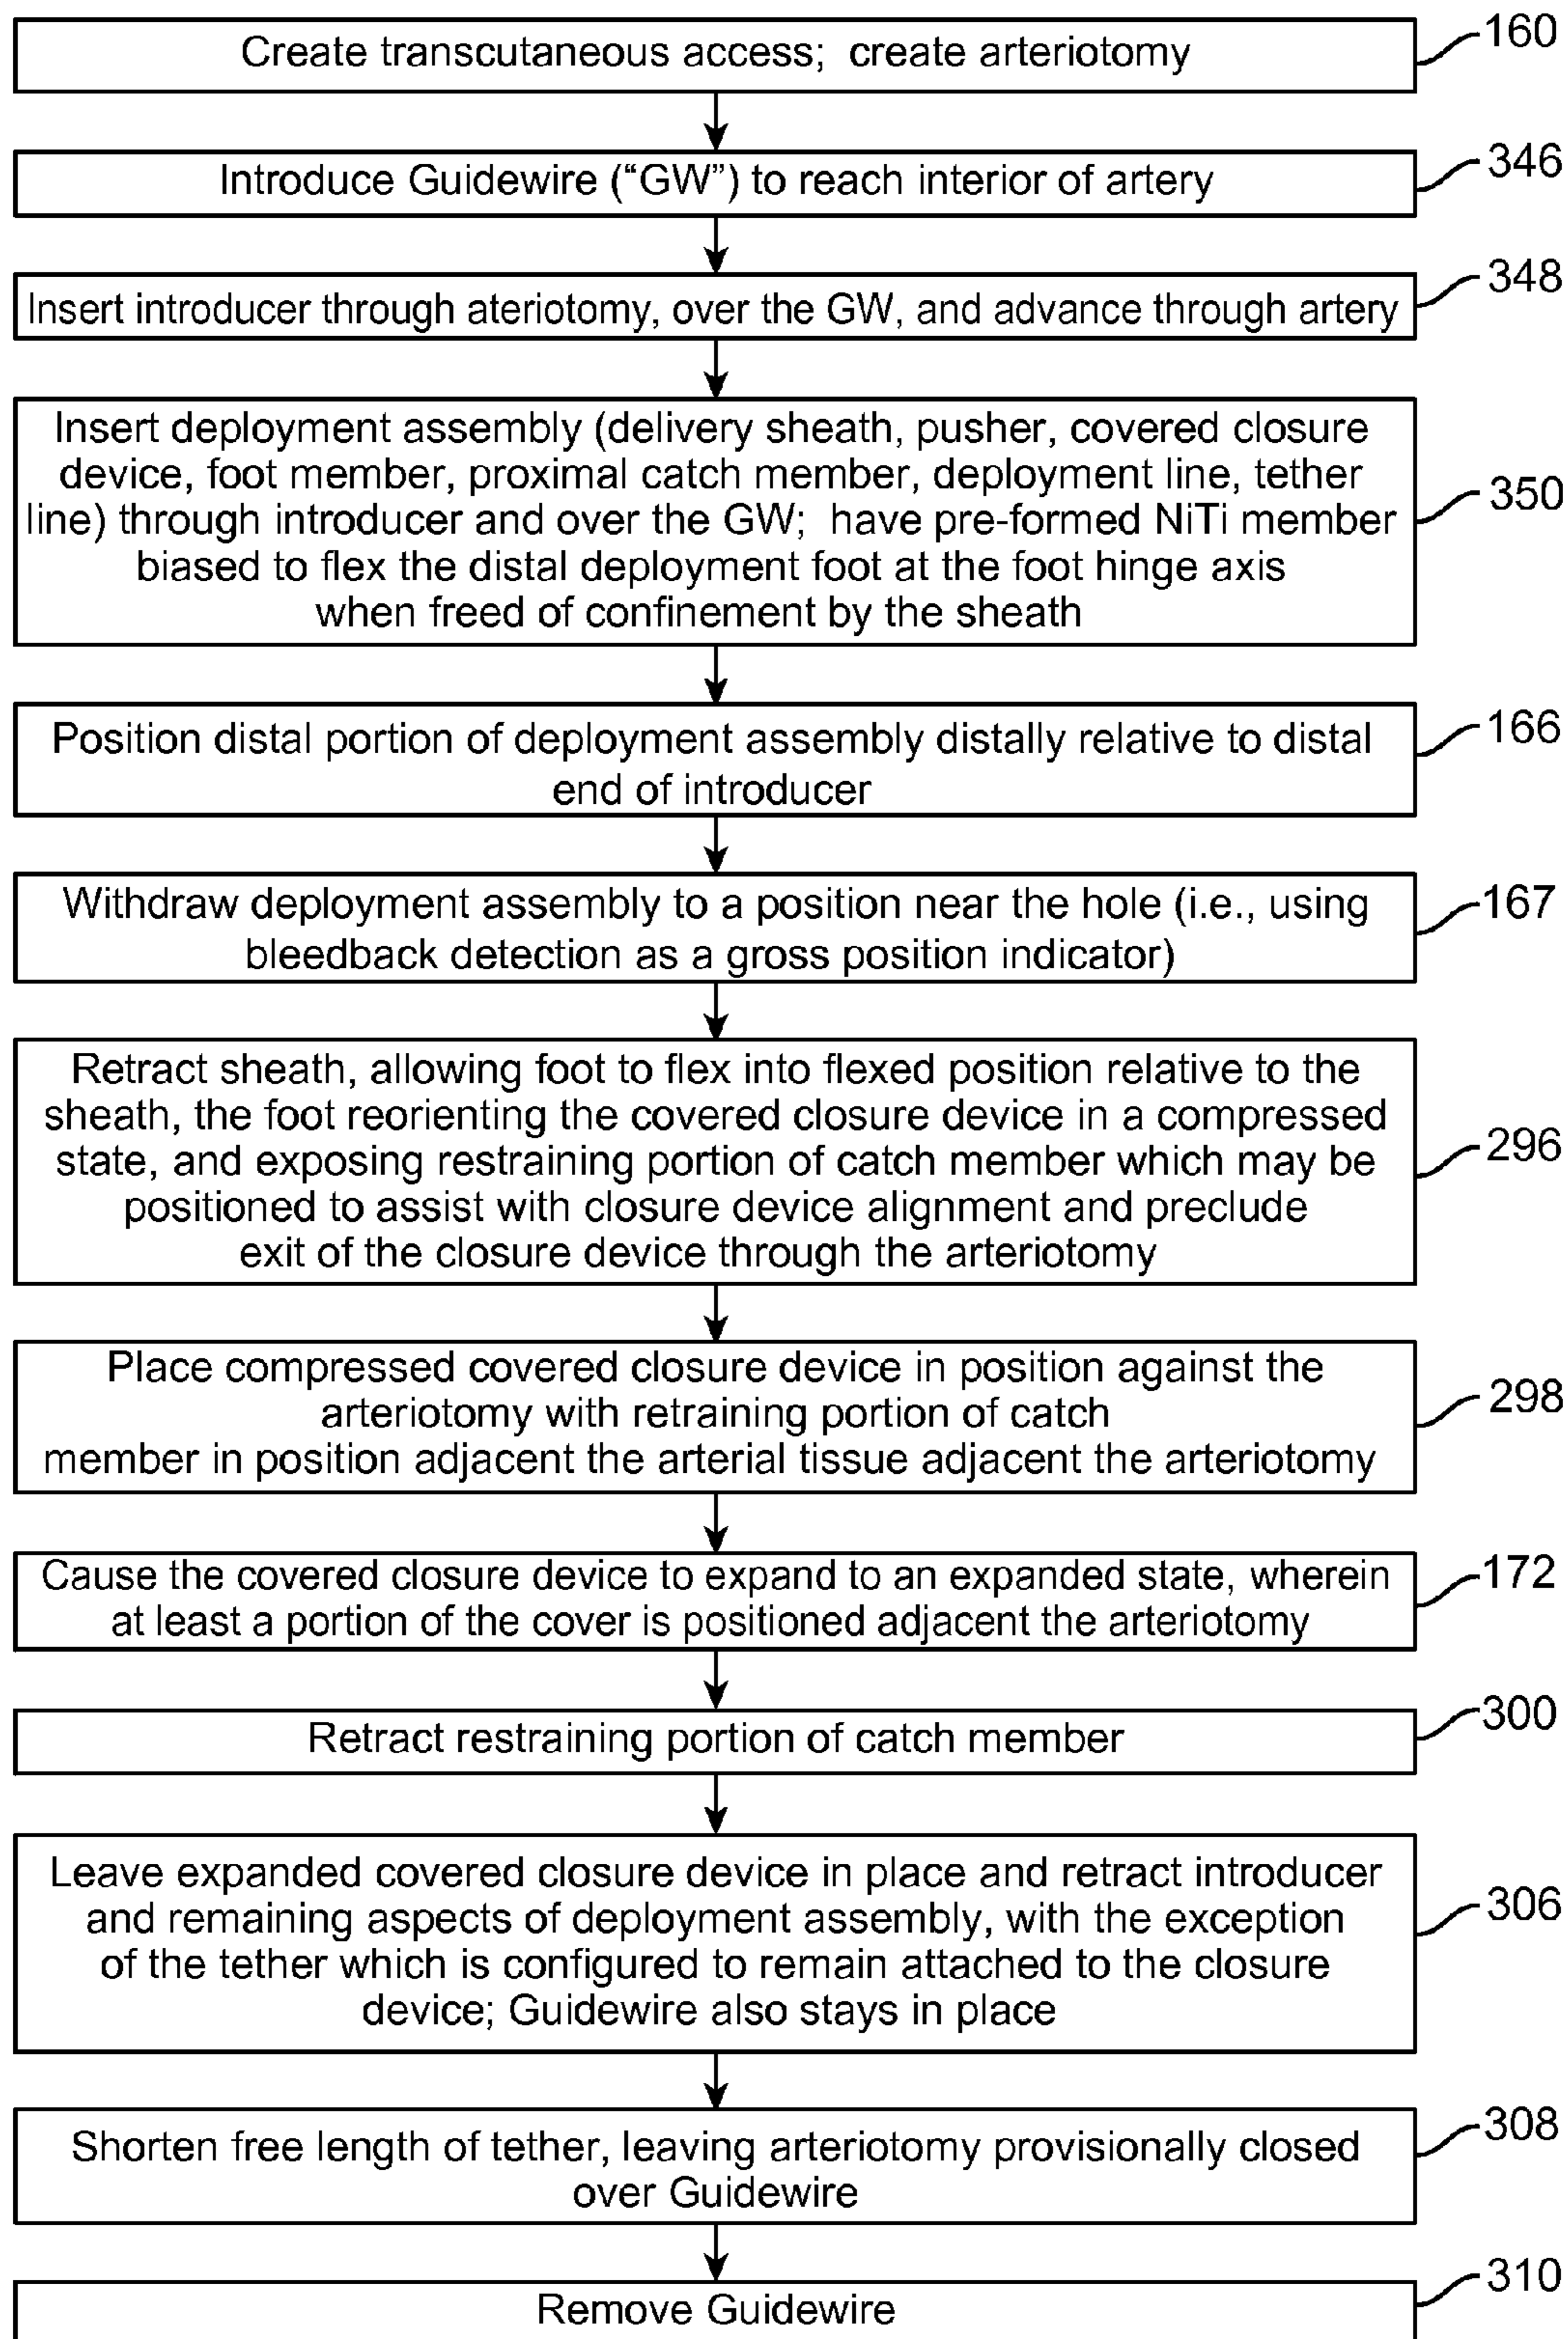 Create transcutaneous access; create arteriotomy
160
Introduce Guidewire (“GW”) to reach interior of artery
346
Insert introducer through ateriotomy, over the GW, and advance through artery
348
Insert deployment assembly (delivery sheath, pusher, covered closure
device, foot member, proximal catch member, deployment line, tether
line) through introducer and over the GW; have pre-formed NiTi member
biased to flex the distal deployment foot at the foot hinge axis
when freed of confinement by the sheath
350
Position distal portion of deployment assembly distally relative to distal
end of introducer
166
Withdraw deployment assembly to a position near the hole (i.e., using
bleedback detection as a gross position indicator)
167
Retract sheath, allowing foot to flex into flexed position relative to the
sheath, the foot reorienting the covered closure device in a compressed
state, and exposing restraining portion of catch member which may be
positioned to assist with closure device alignment and preclude
exit of the closure device through the arteriotomy
296
Place compressed covered closure device in position against the
arteriotomy with retraining portion of catch
member in position adjacent the arterial tissue adjacent the arteriotomy
298
Cause the covered closure device to expand to an expanded state, wherein
at least a portion of the cover is positioned adjacent the arteriotomy
172
Retract restraining portion of catch member
300
Leave expanded covered closure device in place and retract introducer
and remaining aspects of deployment assembly, with the exception
of the tether which is configured to remain attached to the closure
device; Guidewire also stays in place
306
Shorten free length of tether, leaving arteriotomy provisionally closed
over Guidewire
308
Remove Guidewire
310